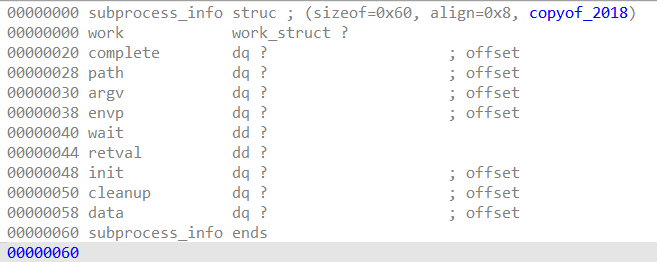 00000000 subprocess_info struc ; (sizeof=0x60, align=0x8, copyof_2018)
00000000 work            work_struct ?
00000020 complete        dq ?                    ; offset
00000028 path            dq ?                    ; offset
00000030 argv            dq ?                    ; offset
00000038 envp            dq ?                    ; offset
00000040 wait            dd ?
00000044 retval          dd ?
00000048 init            dq ?                    ; offset
00000050 cleanup         dq ?                    ; offset
00000058 data            dq ?                    ; offset
00000060 subprocess_info ends
00000060